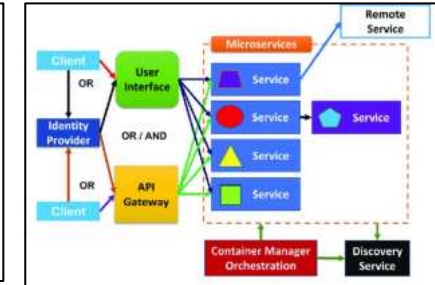 Remote
Service
Microservices
Client
OR
User
Interface
Service
Service
Service
Identity
Provider
OR / AND
Service
OR
API
Gateway
Service
Client
Container Manager
Orchestration
Discovery
Service